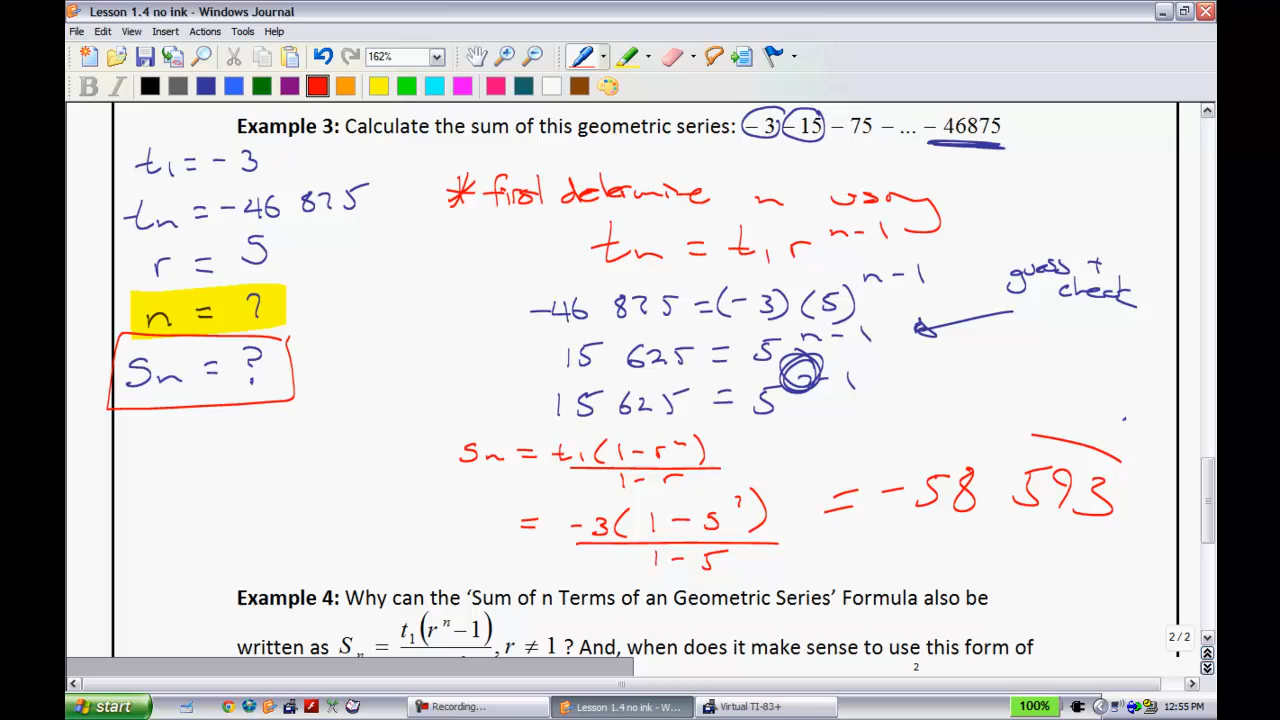 Lesson 1.4 no ink - Windows Journal
File Edit View Insert Actions Tools Help
162%
B I
Example 3: Calculate the sum of this geometric series: – 3 – 15 – 75 – ... – 46875
t1 = - 3
tn = -46 875
r = 5
n = ?
Sn = ?
* first determine n using
tn = t1 r^n-1
-46 875 = (-3)(5)^n-1
guess + check
15 625 = 5^n-1
15 625 = 5^ - 1
Sn = t1(1-r^n) / 1-r
= -3(1-5^7) / 1-5
= -58 593
Example 4: Why can the ‘Sum of n Terms of an Geometric Series’ Formula also be
written as S n = t1(r^n – 1) , r ≠ 1 ? And, when does it make sense to use this form of
2
2 / 2
start Recording... Lesson 1.4 no ink - W... Virtual TI-83+ 100% 12:55 PM